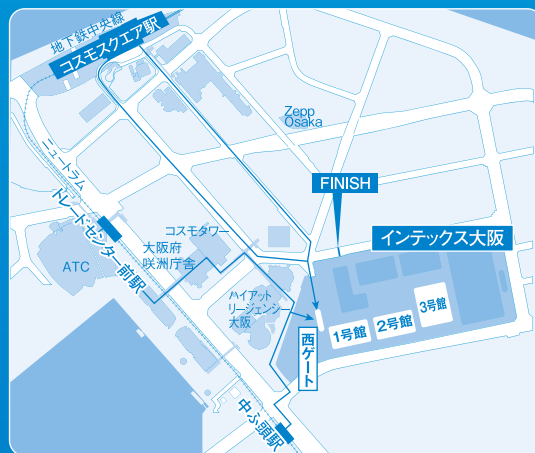 地下鉄中央線
コスモスクエア駅
Zepp
Osaka
ニュートラム
FINISH
トレードセンター前駅
コスモタワー
大阪府
咲洲庁舎
インテックス大阪
ATC
ハイアット
リージェンシー
大阪
西ゲート
1号館
2号館
3号館
中ふ頭駅